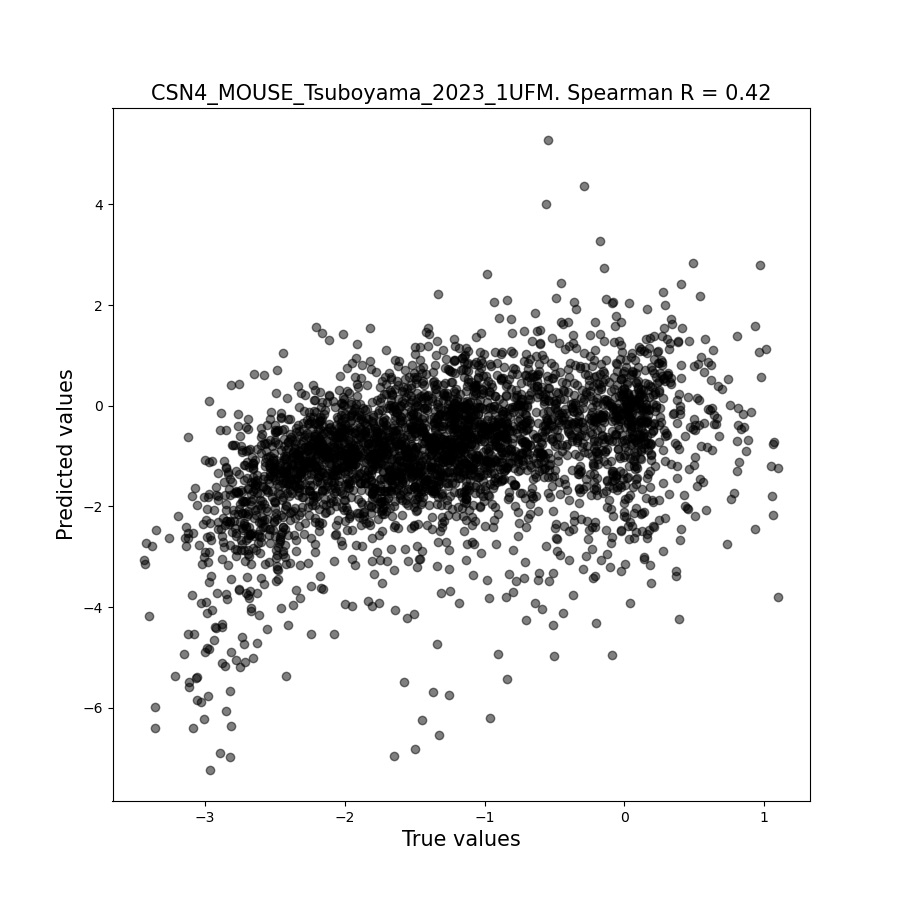 CSN4_MOUSE_Tsuboyama_2023_1UFM. Spearman R = 0.42
4
2
0
−2
−4
−6
Predicted values
−3 −2 −1 0 1
True values